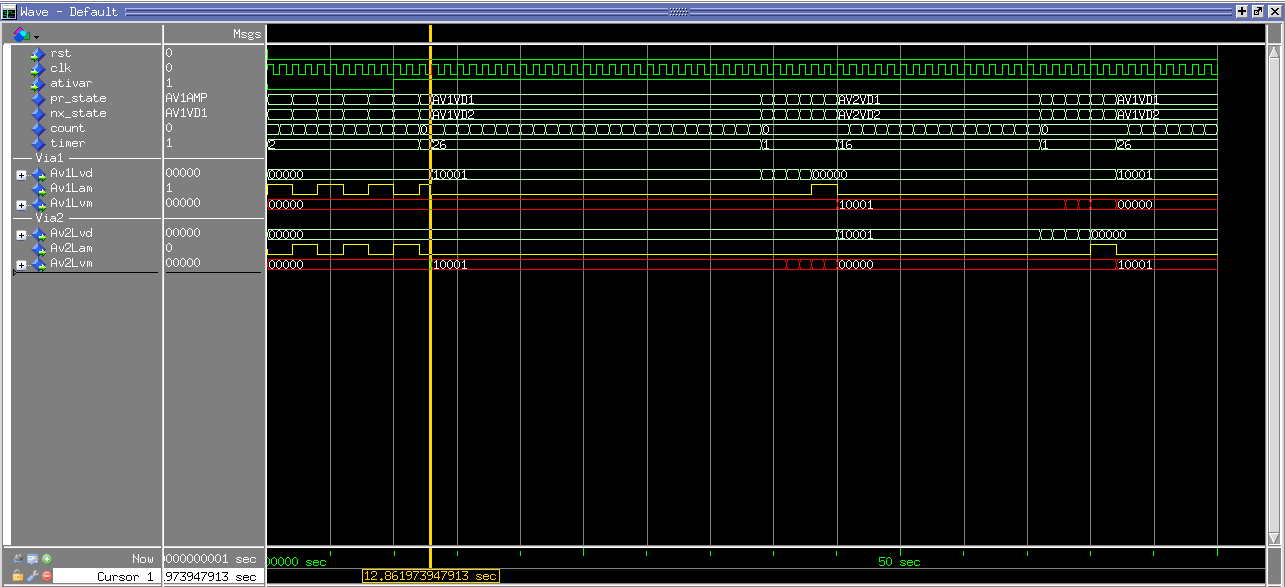 Wave - Default
Msgs
rst 0
clk 0
ativar 1
pr_state AV1AMP AV1VD1 AV2VD1 AV1VD1
nx_state AV1VD1 AV1VD2 AV2VD2 AV1VD2
count 0 0 0 0
timer 1 2 26 1 16 1 26
Via1
Av1Lvd 00000 00000 10001 00000 10001
Av1Lam 1
Av1Lvm 00000 00000 10001 00000
Via2
Av2Lvd 00000 00000 10001 00000
Av2Lam 0
Av2Lvm 00000 00000 10001 00000 10001
Now 000000001 sec 00000 sec 50 sec
Cursor 1 973947913 sec 12.861973947913 sec